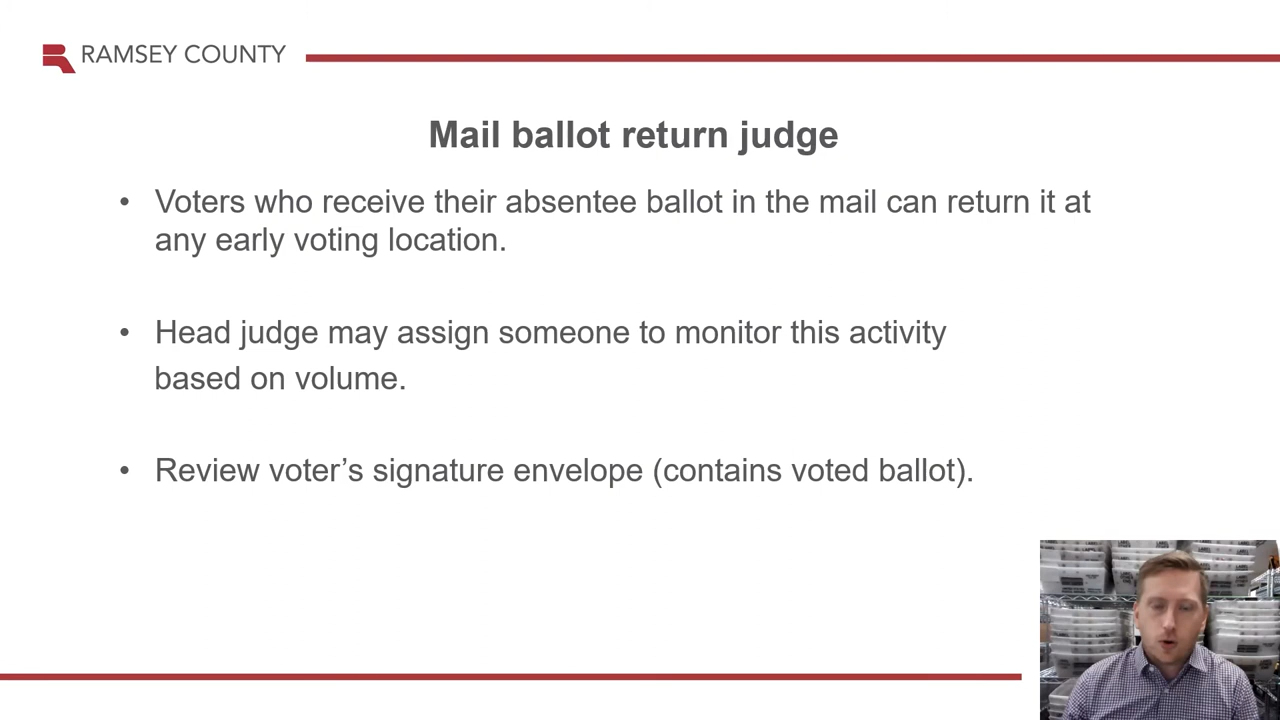 RAMSEY COUNTY
Mail ballot return judge
• Voters who receive their absentee ballot in the mail can return it at
any early voting location.
• Head judge may assign someone to monitor this activity
based on volume.
• Review voter’s signature envelope (contains voted ballot).